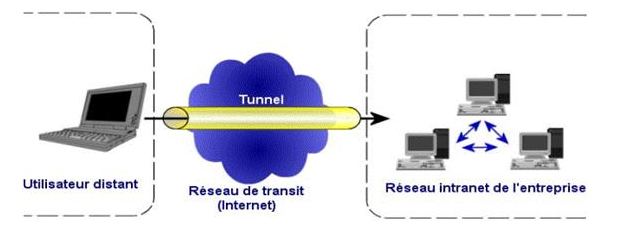 Tunnel
Utilisateur distant
Réseau de transit
(Internet)
Réseau intranet de l'entreprise